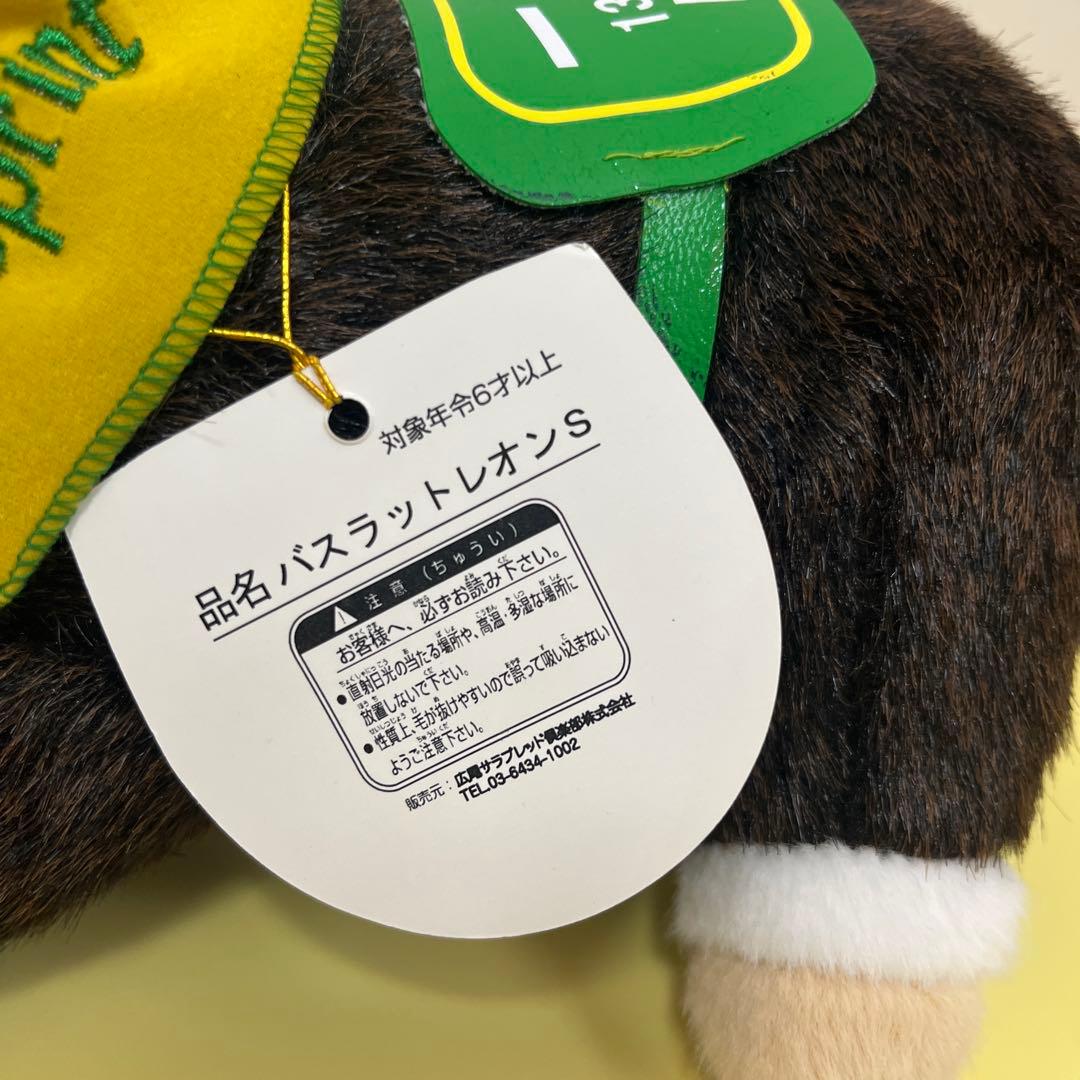 pring
13
対象年令6才以上
品名 バスラットレオンS
注意(ちゅうい)
お客様へ、必ずお読み下さい。
●直射日光の当たる場所や、高温・多湿な場所に
放置しないで下さい。
●性質上、毛が抜けやすいので誤って吸い込まない
ようご注意下さい。
販売元：広尾サラブレッド倶楽部株式会社
TEL.03-6434-1002